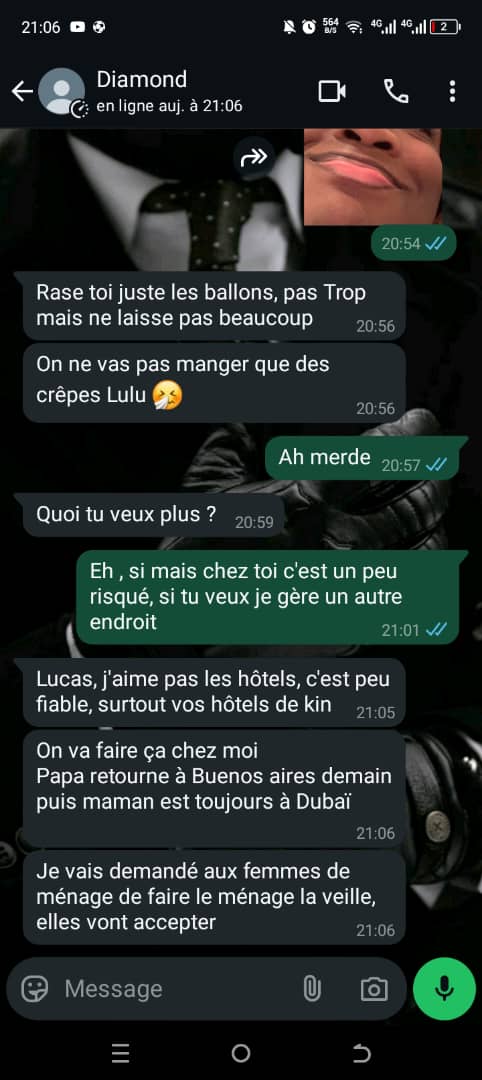 21:06
564
B/S
4G
4G
2
Diamond
en ligne auj. à 21:06
20:54
Rase toi juste les ballons, pas Trop
mais ne laisse pas beaucoup
20:56
On ne vas pas manger que des
crêpes Lulu 🤧
20:56
Ah merde
20:57
Quoi tu veux plus ?
20:59
Eh , si mais chez toi c'est un peu
risqué, si tu veux je gère un autre
endroit
21:01
Lucas, j'aime pas les hôtels, c'est peu
fiable, surtout vos hôtels de kin
21:05
On va faire ça chez moi
Papa retourne à Buenos aires demain
puis maman est toujours à Dubaï
21:06
Je vais demandé aux femmes de
ménage de faire le ménage la veille,
elles vont accepter
21:06
Message